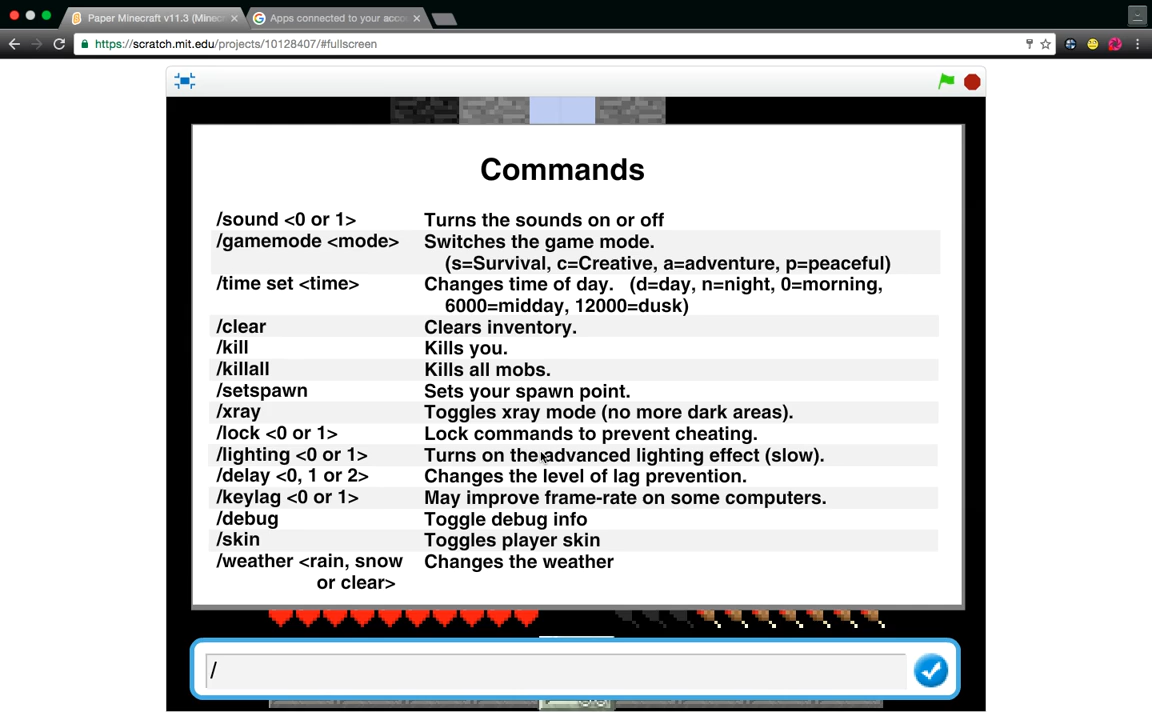 Paper Minecraft v11.3 (Minec
Apps connected to your acco
https://scratch.mit.edu/projects/10128407/#fullscreen
Commands
/sound <0 or 1> Turns the sounds on or off
/gamemode <mode> Switches the game mode.
(s=Survival, c=Creative, a=adventure, p=peaceful)
/time set <time> Changes time of day. (d=day, n=night, 0=morning,
6000=midday, 12000=dusk)
/clear Clears inventory.
/kill Kills you.
/killall Kills all mobs.
/setspawn Sets your spawn point.
/xray Toggles xray mode (no more dark areas).
/lock <0 or 1> Lock commands to prevent cheating.
/lighting <0 or 1> Turns on the advanced lighting effect (slow).
/delay <0, 1 or 2> Changes the level of lag prevention.
/keylag <0 or 1> May improve frame-rate on some computers.
/debug Toggle debug info
/skin Toggles player skin
/weather <rain, snow Changes the weather
or clear>
/